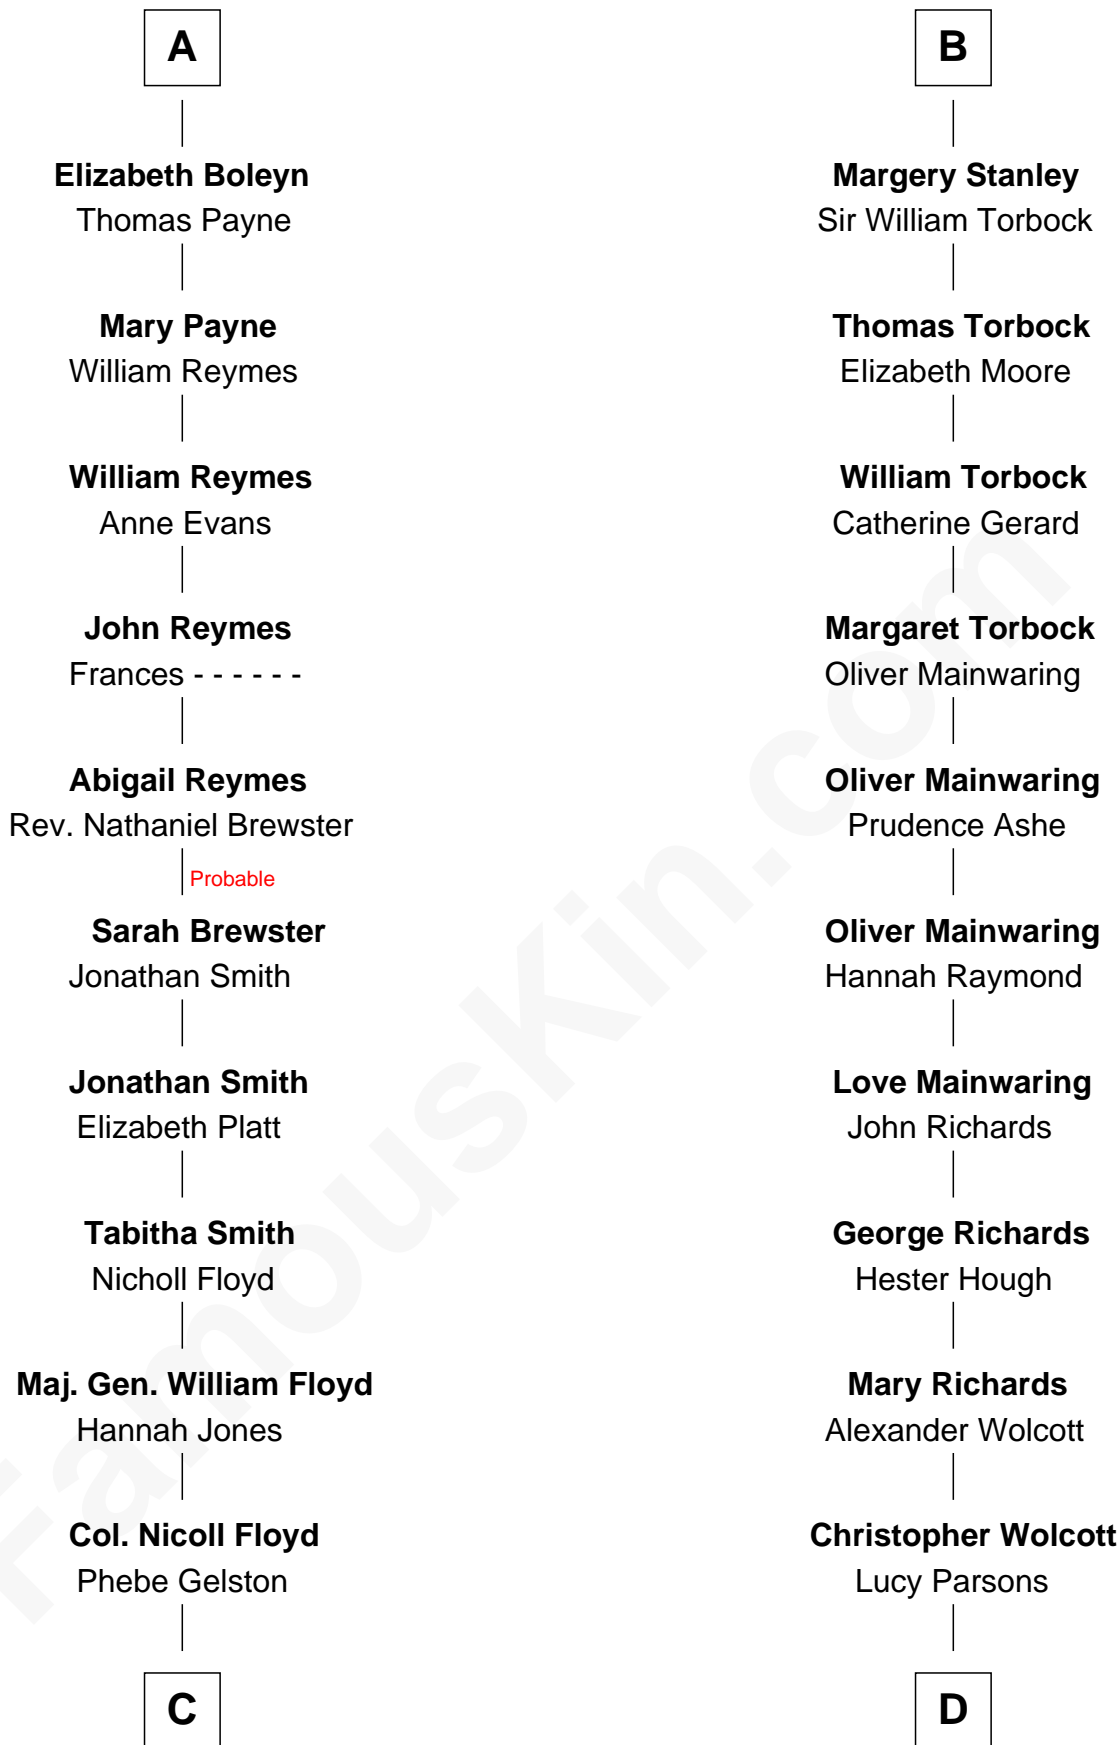 A
Elizabeth Boleyn
Thomas Payne
Mary Payne
William Reymes
William Reymes
Anne Evans
John Reymes
Frances - - - - - -
Abigail Reymes
Rev. Nathaniel Brewster
Probable
Sarah Brewster
Jonathan Smith
Jonathan Smith
Elizabeth Platt
Tabitha Smith
Nicholl Floyd
Maj. Gen. William Floyd
Hannah Jones
Col. Nicoll Floyd
Phebe Gelston
C
B
Margery Stanley
Sir William Torbock
Thomas Torbock
Elizabeth Moore
William Torbock
Catherine Gerard
Margaret Torbock
Oliver Mainwaring
Oliver Mainwaring
Prudence Ashe
Oliver Mainwaring
Hannah Raymond
Love Mainwaring
John Richards
George Richards
Hester Hough
Mary Richards
Alexander Wolcott
Christopher Wolcott
Lucy Parsons
D
FamousKin.com